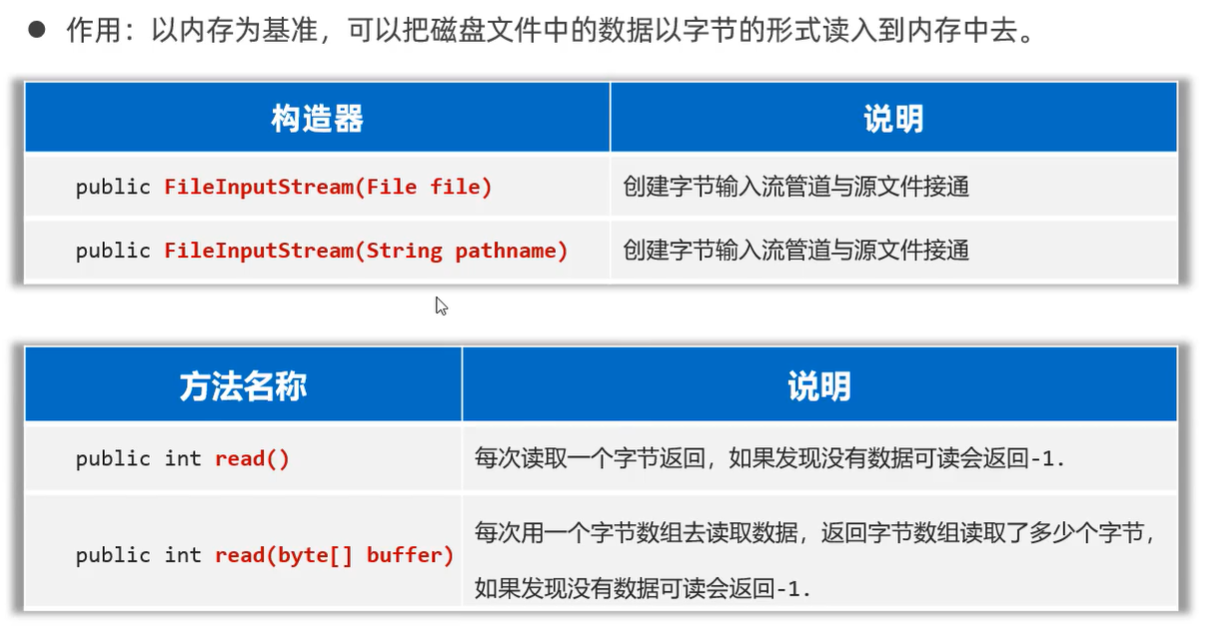 ● 作用：以内存为基准，可以把磁盘文件中的数据以字节的形式读入到内存中去。
构造器 说明
public FileInputStream(File file) 创建字节输入流管道与源文件接通
public FileInputStream(String pathname) 创建字节输入流管道与源文件接通
方法名称 说明
public int read() 每次读取一个字节返回，如果发现没有数据可读会返回-1.
public int read(byte[] buffer) 每次用一个字节数组去读取数据，返回字节数组读取了多少个字节，
如果发现没有数据可读会返回-1.